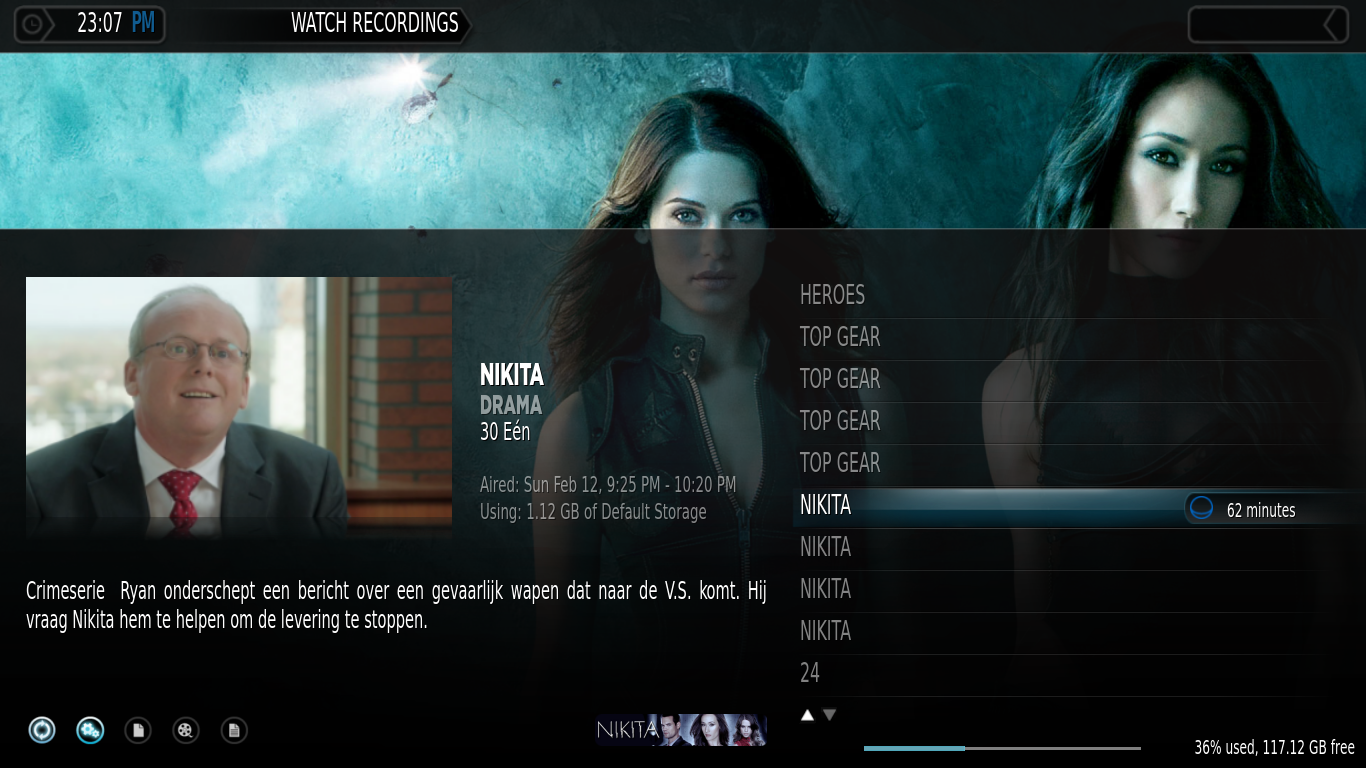 23:07 PM
WATCH RECORDINGS
NIKITA
DRAMA
30 Eén
Aired: Sun Feb 12, 9:25 PM - 10:20 PM
Using: 1.12 GB of Default Storage
Crimeserie Ryan onderschept een bericht over een gevaarlijk wapen dat naar de V.S. komt. Hij
vraag Nikita hem te helpen om de levering te stoppen.
HEROES
TOP GEAR
TOP GEAR
TOP GEAR
TOP GEAR
NIKITA 62 minutes
NIKITA
NIKITA
NIKITA
24
NIKITA
36% used, 117.12 GB free